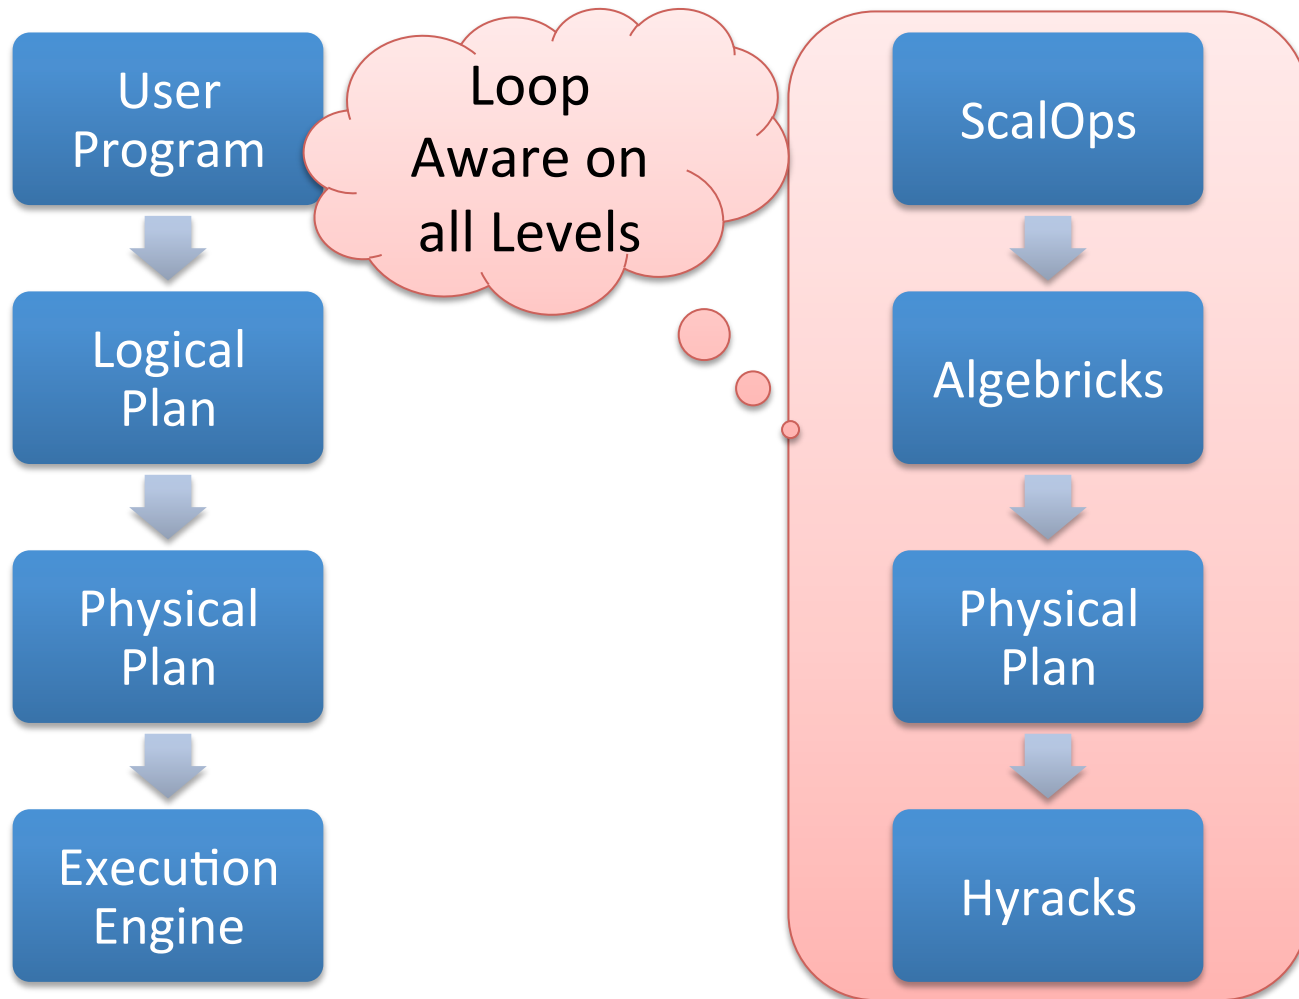 User
Program
Logical
Plan
Physical
Plan
Execution
Engine
Loop
Aware on
all Levels
ScalOps
Algebricks
Physical
Plan
Hyracks